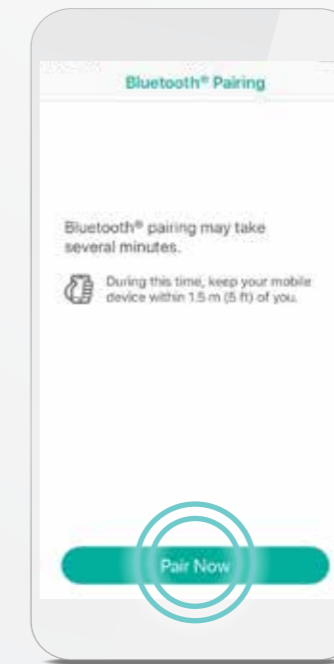 Bluetooth® Pairing
Bluetooth® pairing may take
several minutes.
During this time, keep your mobile
device within 1.5 m (5 ft) of you.
Pair Now